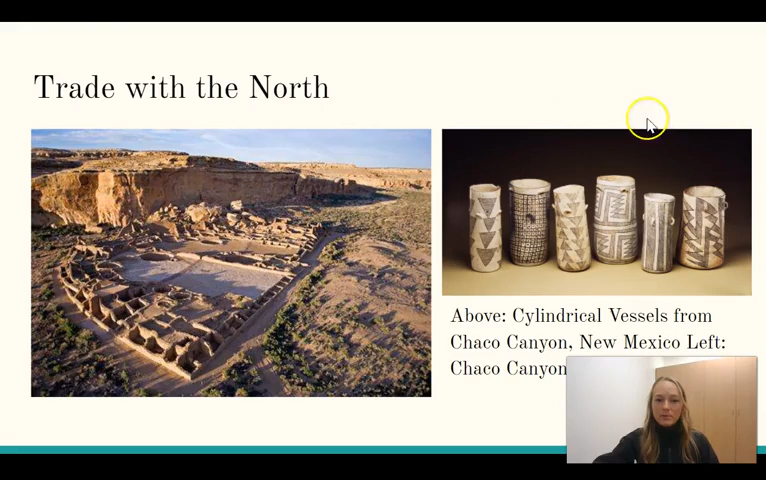 Trade with the North
Above: Cylindrical Vessels from
Chaco Canyon, New Mexico Left:
Chaco Canyon